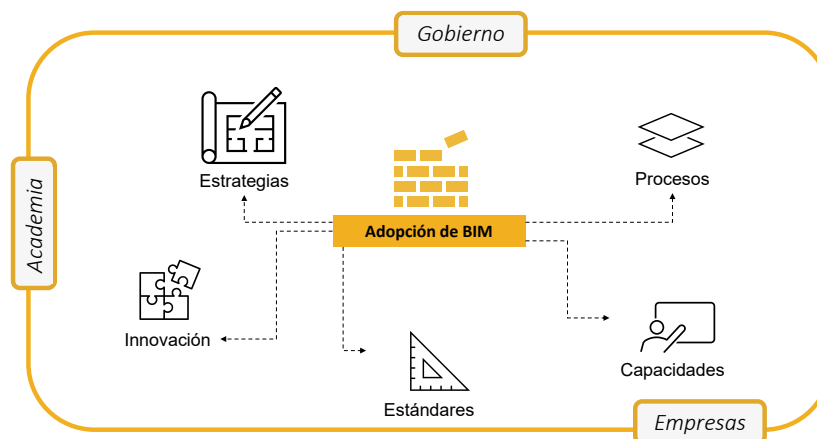 Gobierno
Academia
Estrategias
Procesos
Adopción de BIM
Innovación
Capacidades
Estándares
Empresas